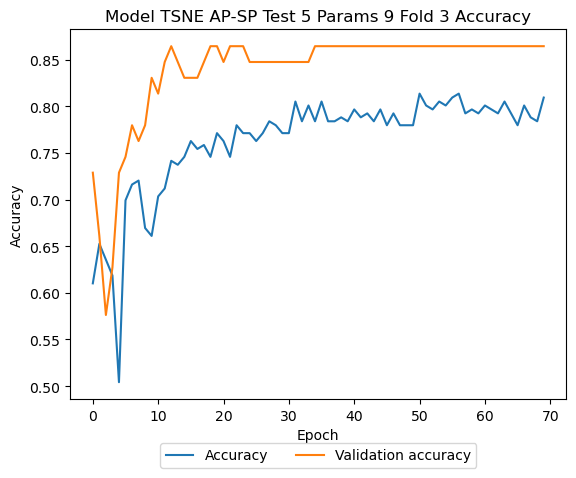 Model TSNE AP-SP Test 5 Params 9 Fold 3 Accuracy
0.85
0.80
0.75
0.70
0.65
0.60
0.55
0.50
Accuracy
0 10 20 30 40 50 60 70
Epoch
Accuracy Validation accuracy